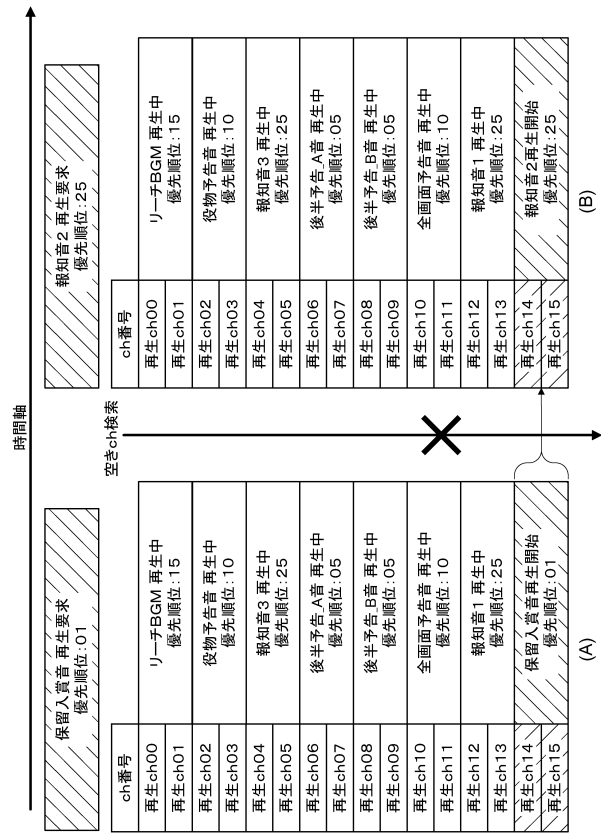 時間軸
保留入賞音 再生要求
優先順位:01
ch番号
再生ch00
再生ch01
リーチBGM 再生中
優先順位:15
再生ch02
再生ch03
役物予告音 再生中
優先順位:10
再生ch04
再生ch05
報知音3 再生中
優先順位:25
再生ch06
再生ch07
後半予告_A音 再生中
優先順位:05
再生ch08
再生ch09
後半予告_B音 再生中
優先順位:05
再生ch10
再生ch11
全画面予告音 再生中
優先順位:10
再生ch12
再生ch13
報知音1 再生中
優先順位:25
再生ch14
再生ch15
保留入賞音再生開始
優先順位:01
(A)
空きch検索
報知音2 再生要求
優先順位:25
ch番号
再生ch00
再生ch01
リーチBGM 再生中
優先順位:15
再生ch02
再生ch03
役物予告音 再生中
優先順位:10
再生ch04
再生ch05
報知音3 再生中
優先順位:25
再生ch06
再生ch07
後半予告_A音 再生中
優先順位:05
再生ch08
再生ch09
後半予告_B音 再生中
優先順位:05
再生ch10
再生ch11
全画面予告音 再生中
優先順位:10
再生ch12
再生ch13
報知音1 再生中
優先順位:25
再生ch14
再生ch15
報知音2再生開始
優先順位:25
(B)